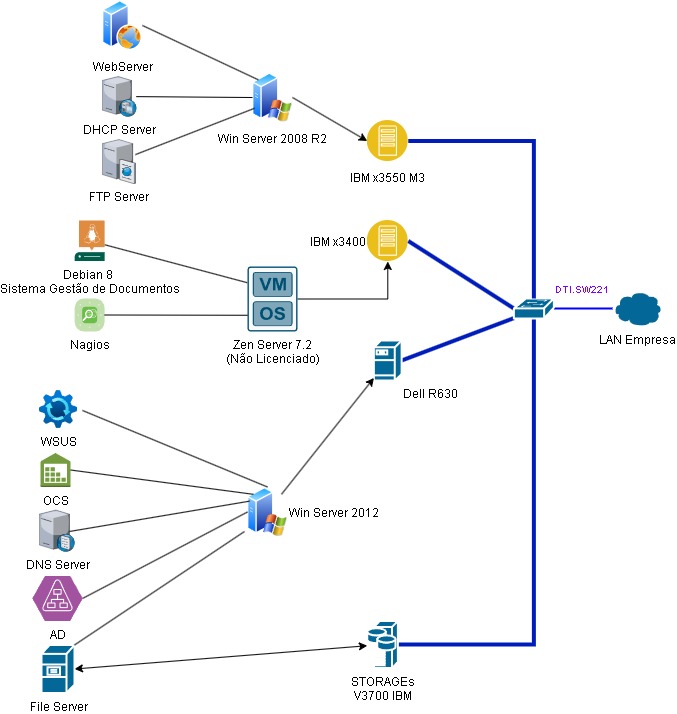 WebServer
DHCP Server
FTP Server
Win Server 2008 R2
IBM x3550 M3
Debian 8
Sistema Gestão de Documentos
Nagios
VM
OS
Zen Server 7.2
(Não Licenciado)
IBM x3400
DTI.SW221
LAN Empresa
Dell R630
WSUS
OCS
DNS Server
AD
File Server
Win Server 2012
STORAGEs
V3700 IBM